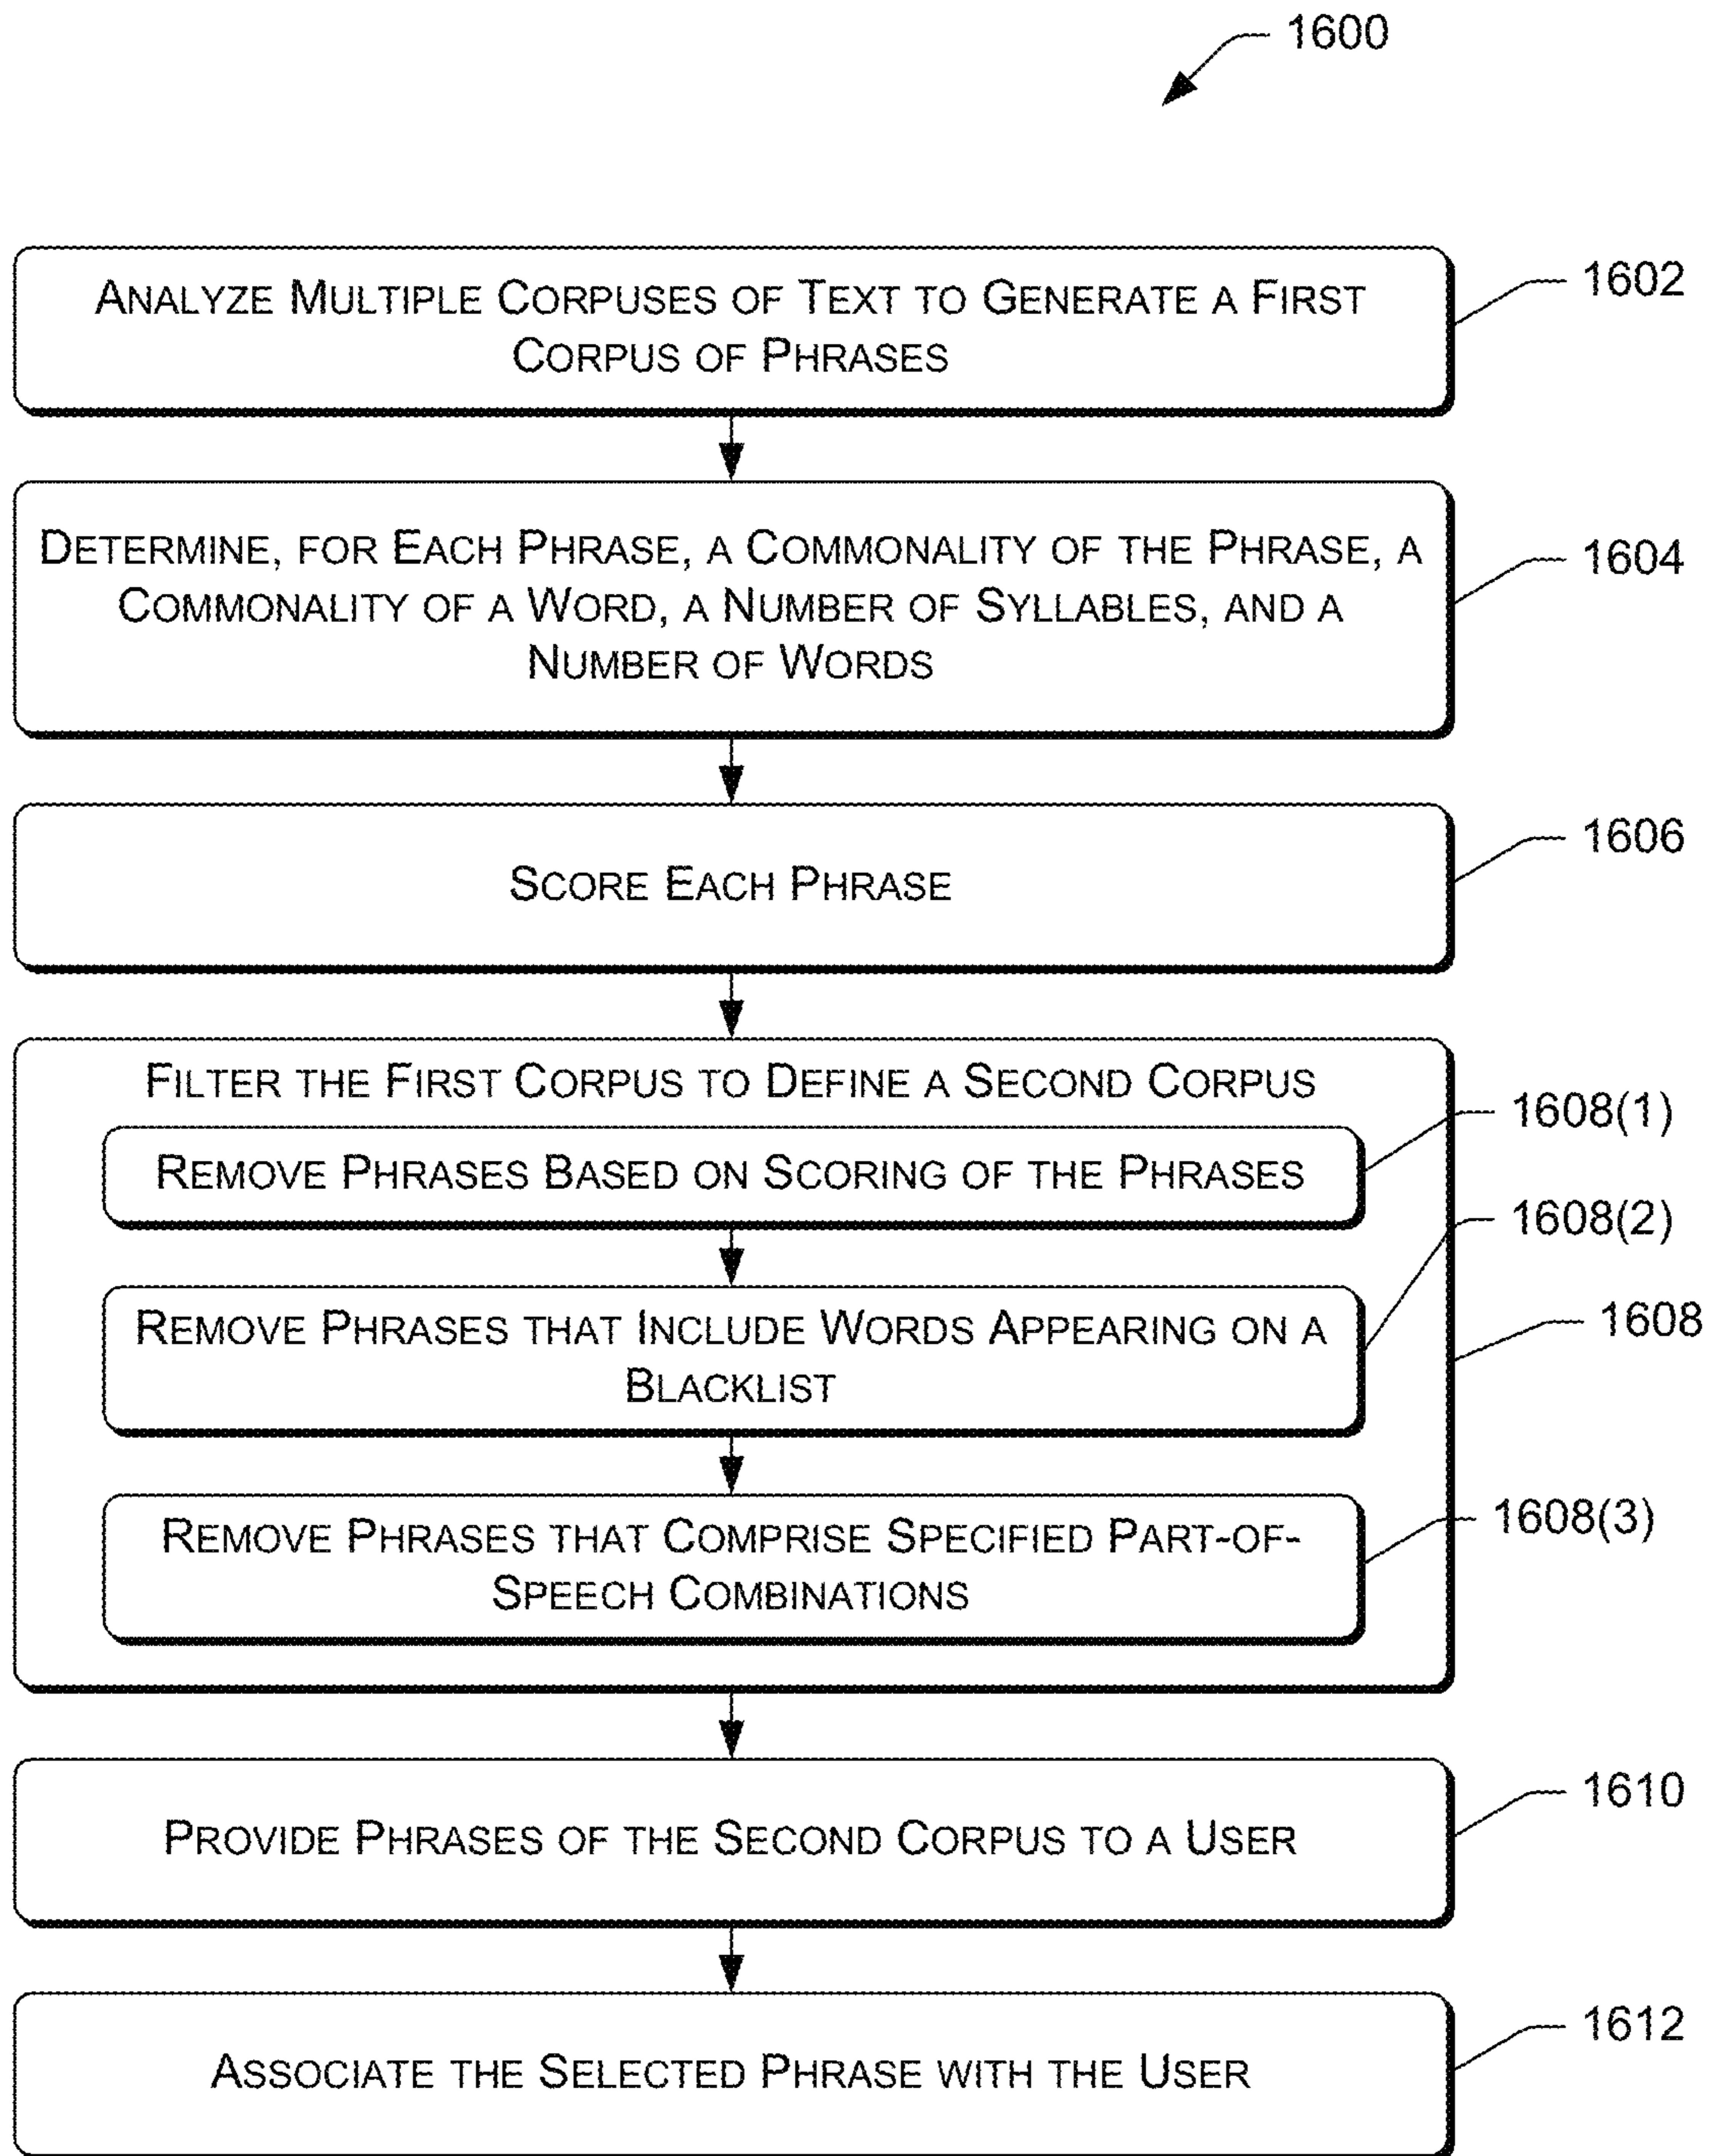 1600
ANALYZE MULTIPLE CORPUSES OF TEXT TO GENERATE A FIRST
CORPUS OF PHRASES
1602
DETERMINE, FOR EACH PHRASE, A COMMONALITY OF THE PHRASE, A
COMMONALITY OF A WORD, A NUMBER OF SYLLABLES, AND A
NUMBER OF WORDS
1604
SCORE EACH PHRASE
1606
FILTER THE FIRST CORPUS TO DEFINE A SECOND CORPUS
REMOVE PHRASES BASED ON SCORING OF THE PHRASES
1608(1)
REMOVE PHRASES THAT INCLUDE WORDS APPEARING ON A
BLACKLIST
1608(2)
1608
REMOVE PHRASES THAT COMPRISE SPECIFIED PART-OF-
SPEECH COMBINATIONS
1608(3)
PROVIDE PHRASES OF THE SECOND CORPUS TO A USER
1610
ASSOCIATE THE SELECTED PHRASE WITH THE USER
1612